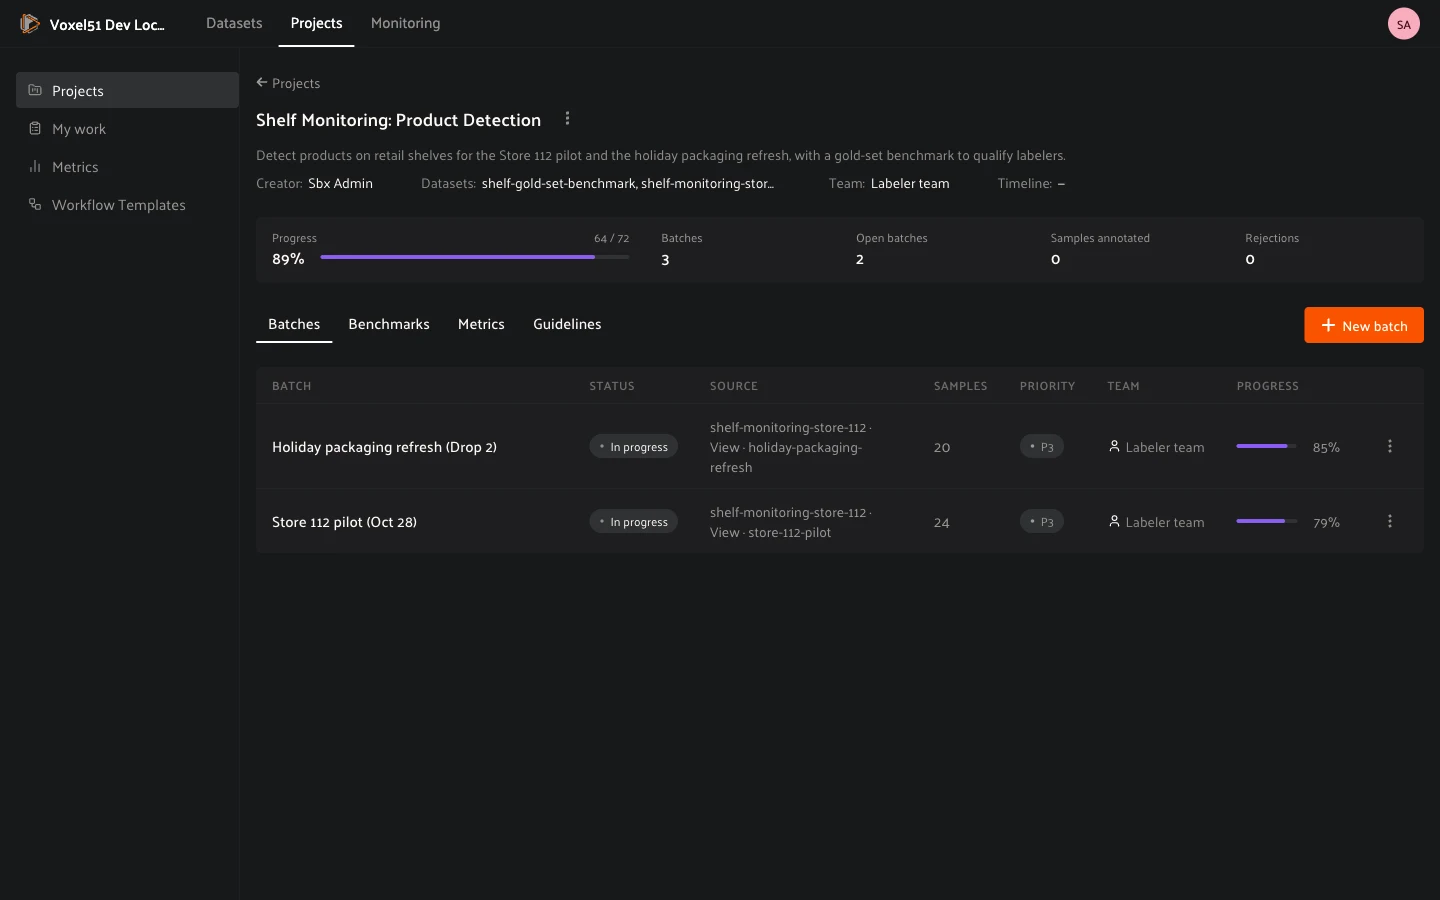 Voxel51 Dev Loc...
Datasets
Projects
Monitoring
SA
Projects
My work
Metrics
Workflow Templates
Projects
Shelf Monitoring: Product Detection
Detect products on retail shelves for the Store 112 pilot and the holiday packaging refresh, with a gold-set benchmark to qualify labelers.
Creator: Sbx Admin
Datasets: shelf-gold-set-benchmark, shelf-monitoring-stor...
Team: Labeler team
Timeline: –
Progress
64 / 72
89%
Batches
3
Open batches
2
Samples annotated
0
Rejections
0
Batches
Benchmarks
Metrics
Guidelines
New batch
BATCH
STATUS
SOURCE
SAMPLES
PRIORITY
TEAM
PROGRESS
Holiday packaging refresh (Drop 2)
In progress
shelf-monitoring-store-112 ·
View · holiday-packaging-
refresh
20
P3
Labeler team
85%
Store 112 pilot (Oct 28)
In progress
shelf-monitoring-store-112 ·
View · store-112-pilot
24
P3
Labeler team
79%